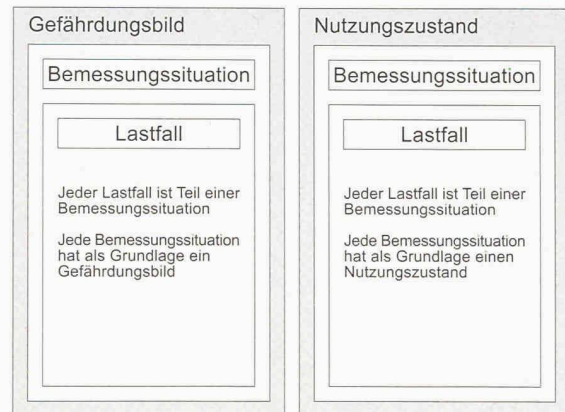 Gefährdungsbild
Bemessungssituation
Lastfall
Jeder Lastfall ist Teil einer
Bemessungssituation
Jede Bemessungssituation
hat als Grundlage ein
Gefährdungsbild
Nutzungszustand
Bemessungssituation
Lastfall
Jeder Lastfall ist Teil einer
Bemessungssituation
Jede Bemessungssituation
hat als Grundlage einen
Nutzungszustand